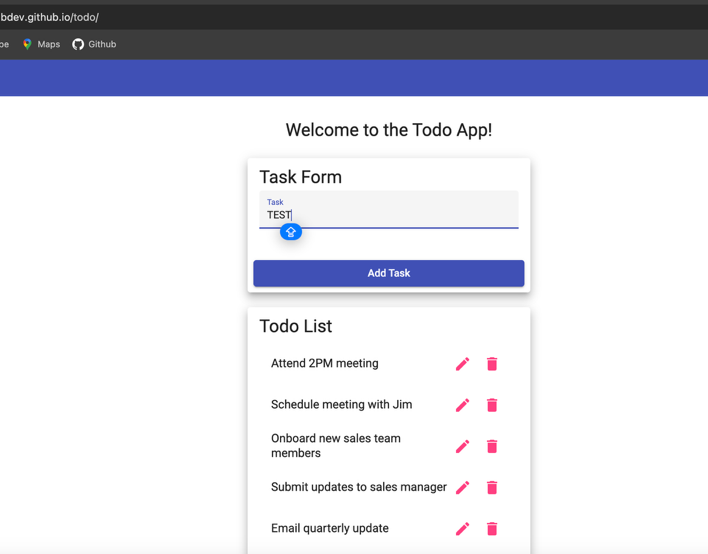 bdev.github.io/todo/
be
Maps
Github
Welcome to the Todo App!
Task Form
Task
TEST
Add Task
Todo List
Attend 2PM meeting
Schedule meeting with Jim
Onboard new sales team
members
Submit updates to sales manager
Email quarterly update